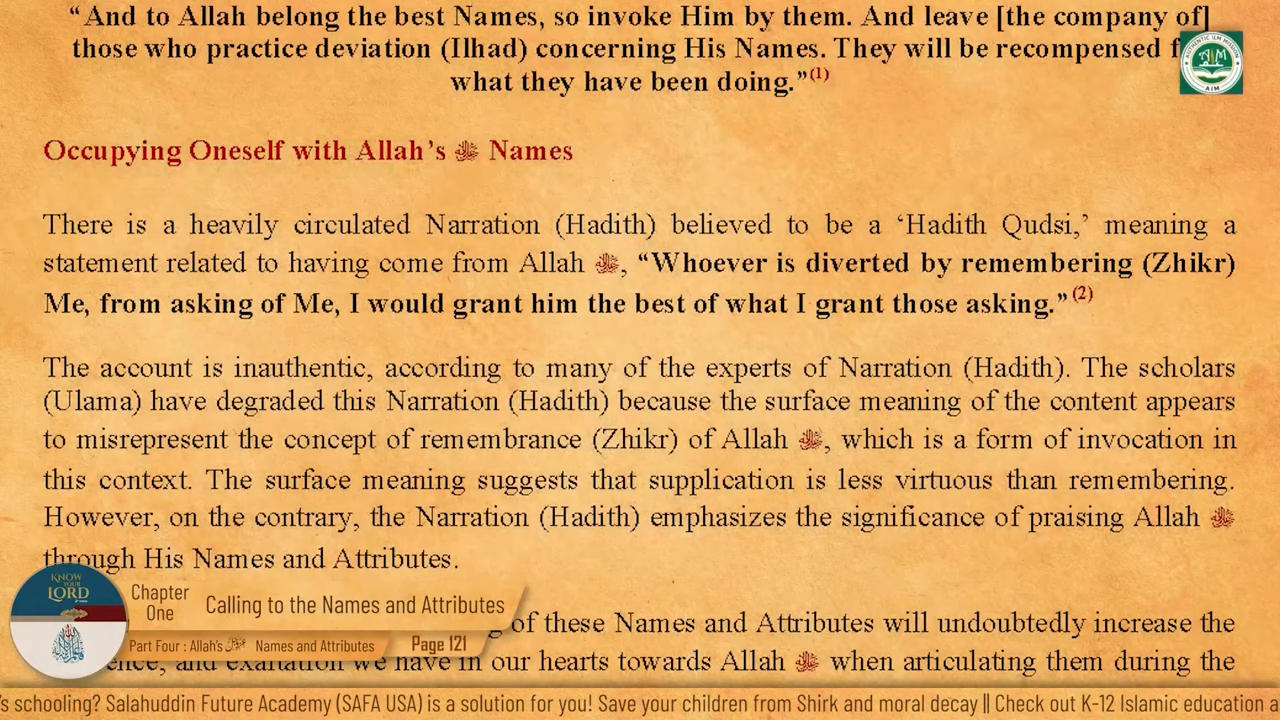 “And to Allah belong the best Names, so invoke Him by them. And leave [the company of]
those who practice deviation (Ilhad) concerning His Names. They will be recompensed
what they have been doing.”(1)
Occupying Oneself with Allah’s ﷻ Names
There is a heavily circulated Narration (Hadith) believed to be a ‘Hadith Qudsi,’ meaning a
statement related to having come from Allah ﷻ, “Whoever is diverted by remembering (Zhikr)
Me, from asking of Me, I would grant him the best of what I grant those asking.”(2)
The account is inauthentic, according to many of the experts of Narration (Hadith). The scholars
(Ulama) have degraded this Narration (Hadith) because the surface meaning of the content appears
to misrepresent the concept of remembrance (Zhikr) of Allah ﷻ, which is a form of invocation in
this context. The surface meaning suggests that supplication is less virtuous than remembering.
However, on the contrary, the Narration (Hadith) emphasizes the significance of praising Allah ﷻ
through His Names and Attributes.
of these Names and Attributes will undoubtedly increase the
and exaltation we have in our hearts towards Allah ﷻ when articulating them during the
KNOW YOUR LORD
Chapter One
Calling to the Names and Attributes
Part Four : Allah's ﷻ Names and Attributes
Page 121
AIM
's schooling? Salahuddin Future Academy (SAFA USA) is a solution for you! Save your children from Shirk and moral decay || Check out K-12 Islamic education a